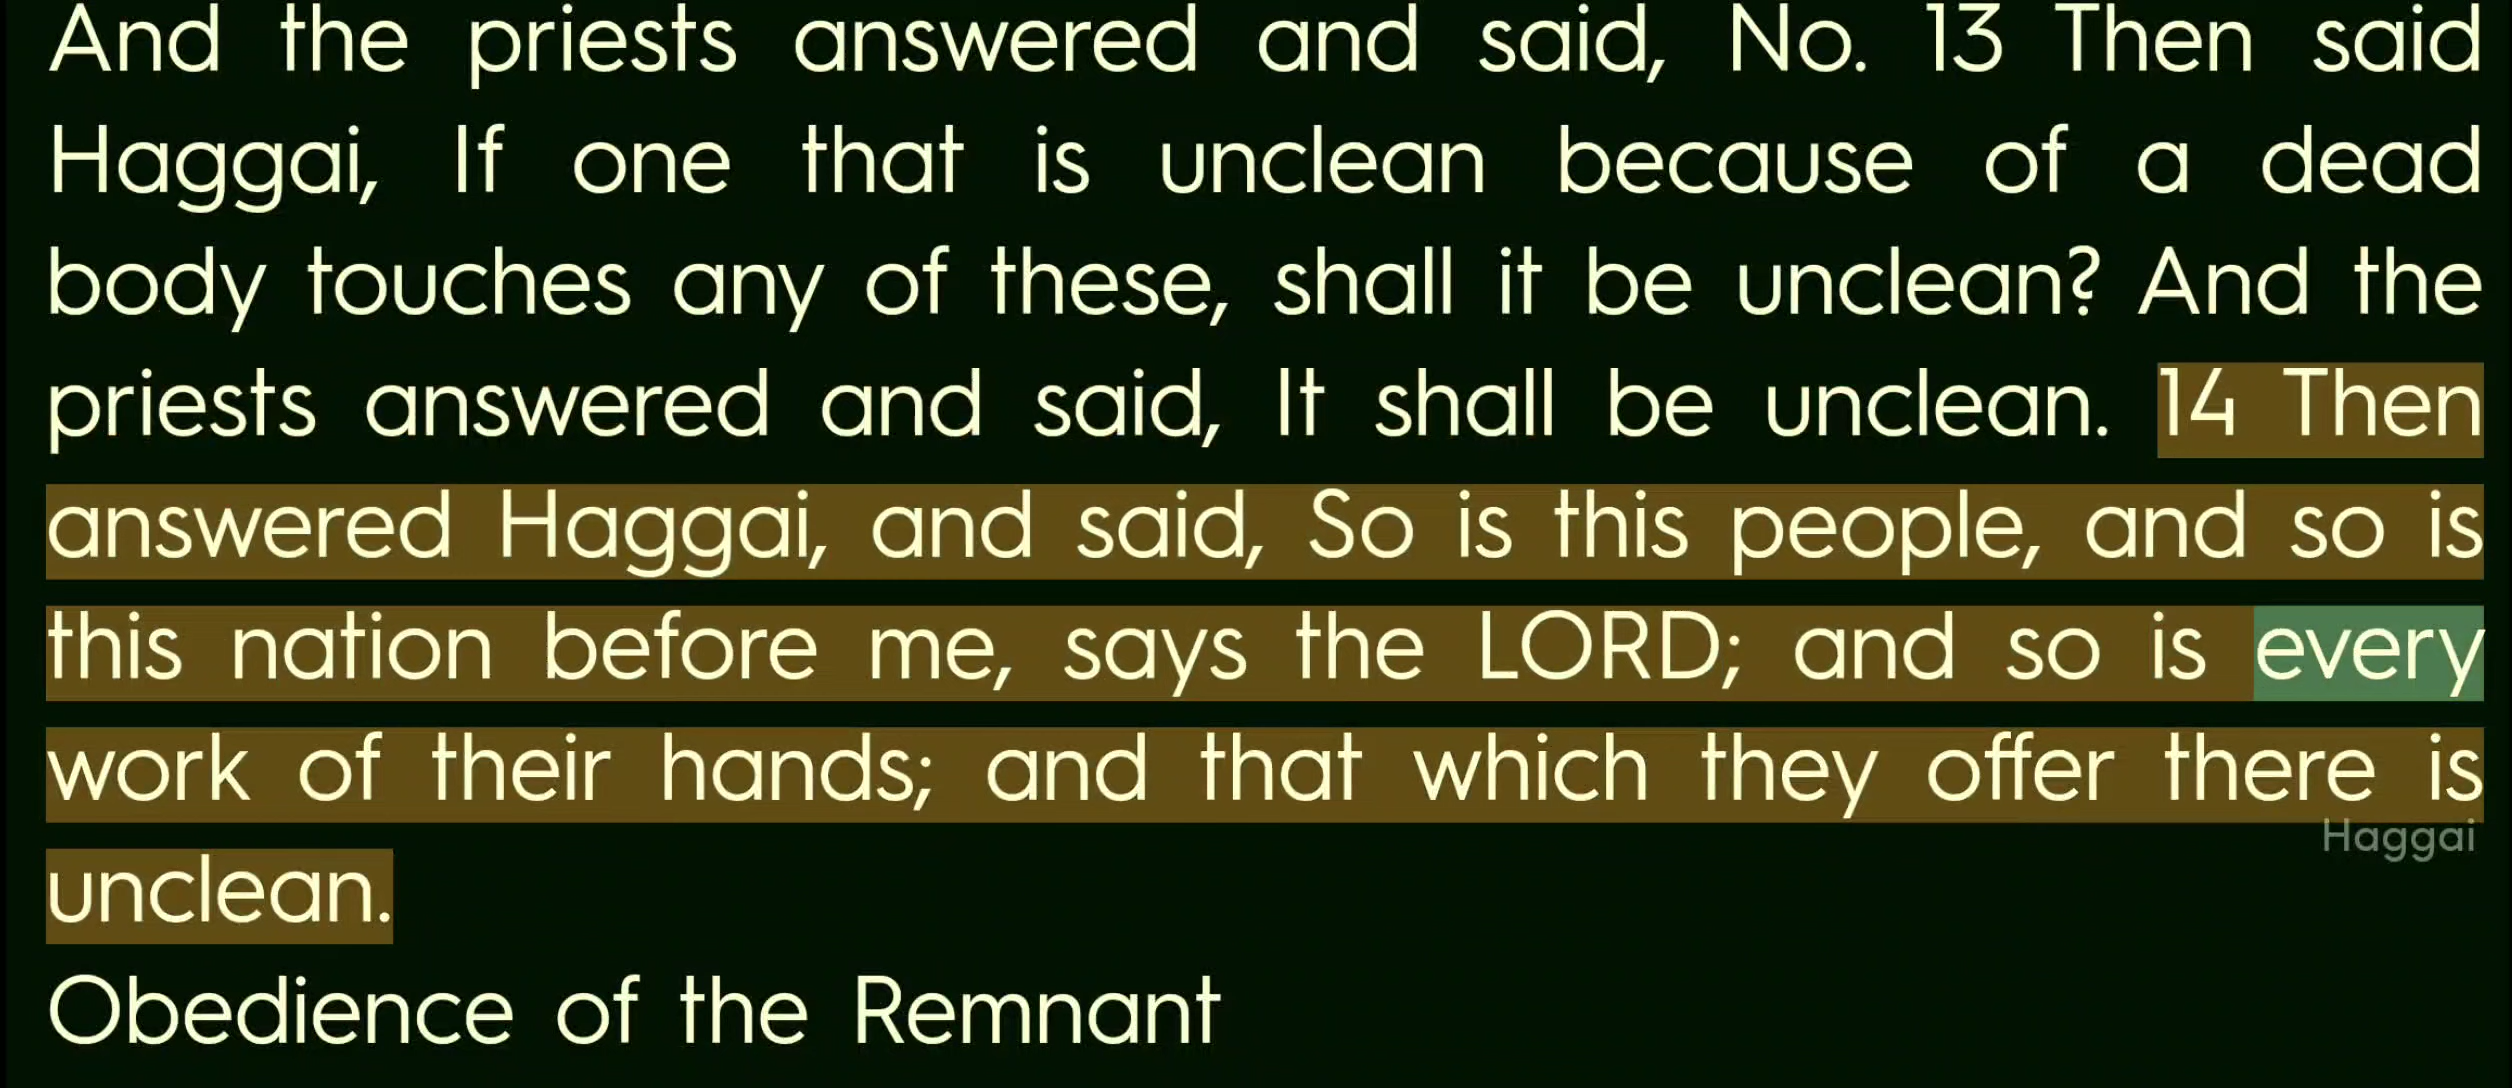 And the priests answered and said, No. 13 Then said
Haggai, If one that is unclean because of a dead
body touches any of these, shall it be unclean? And the
priests answered and said, It shall be unclean. 14 Then
answered Haggai, and said, So is this people, and so is
this nation before me, says the LORD; and so is every
work of their hands; and that which they offer there is
Haggai
unclean.
Obedience of the Remnant